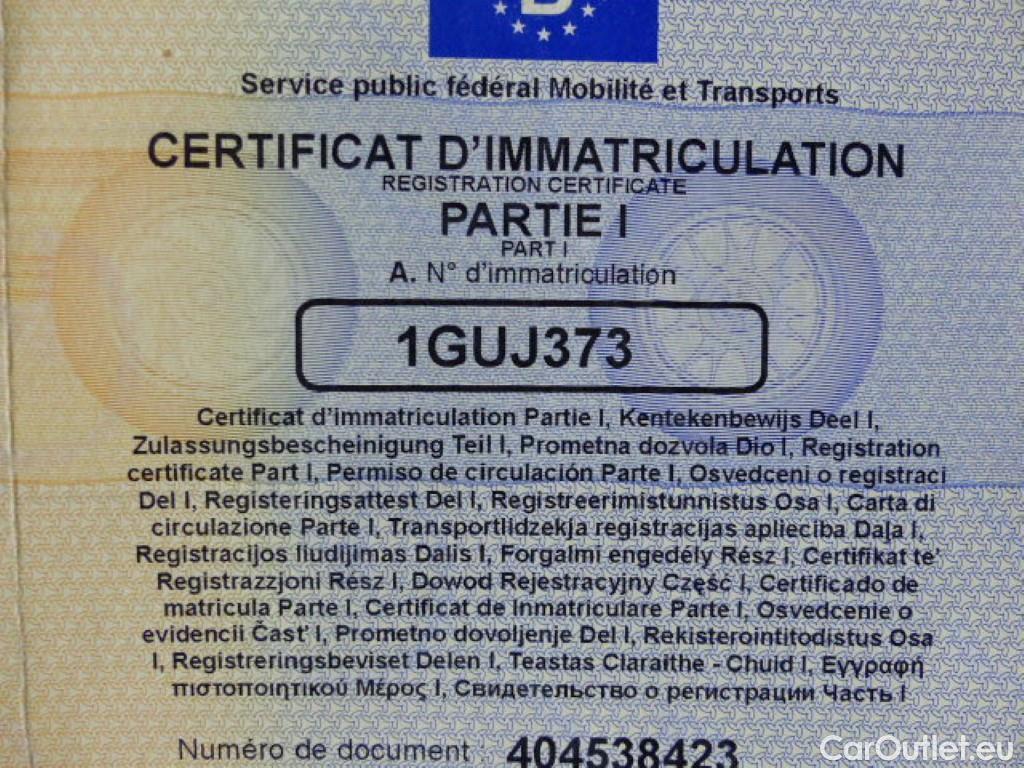 B
Service public fédéral Mobilité et Transports
CERTIFICAT D'IMMATRICULATION
REGISTRATION CERTIFICATE
PARTIE I
PART I
A. N° d'immatriculation
1GUJ373
Certificat d'immatriculation Partie I, Kentekenbewijs Deel I,
Zulassungsbescheinigung Teil I, Prometna dozvola Dio I, Registration
certificate Part I, Permiso de circulación Parte I, Osvedceni o registraci
Del I, Registeringsattest Del I, Registreerimistunnistus Osa I, Carta di
circulazione Parte I, Transportlidzekja registracijas aplieciba Daļa I,
Registracijos liudijimas Dalis I, Forgalmi engedély Rész I, Certifikat te'
Registrazzjoni Rész I, Dowod Rejestracyjny Część I, Certificado de
matricula Parte I, Certificat de Inmatriculare Parte I, Osvedcenie o
evidencii Časť I, Prometno dovoljenje Del I, Rekisterointitodistus Osa
I, Registreringsbeviset Delen I, Teastas Claraithe - Chuid I, Εγγραφή
πιστοποιητικού Μέρος I, Свидетельство о регистрации Часть I
Numéro de document : 404538423
CarOutlet.eu